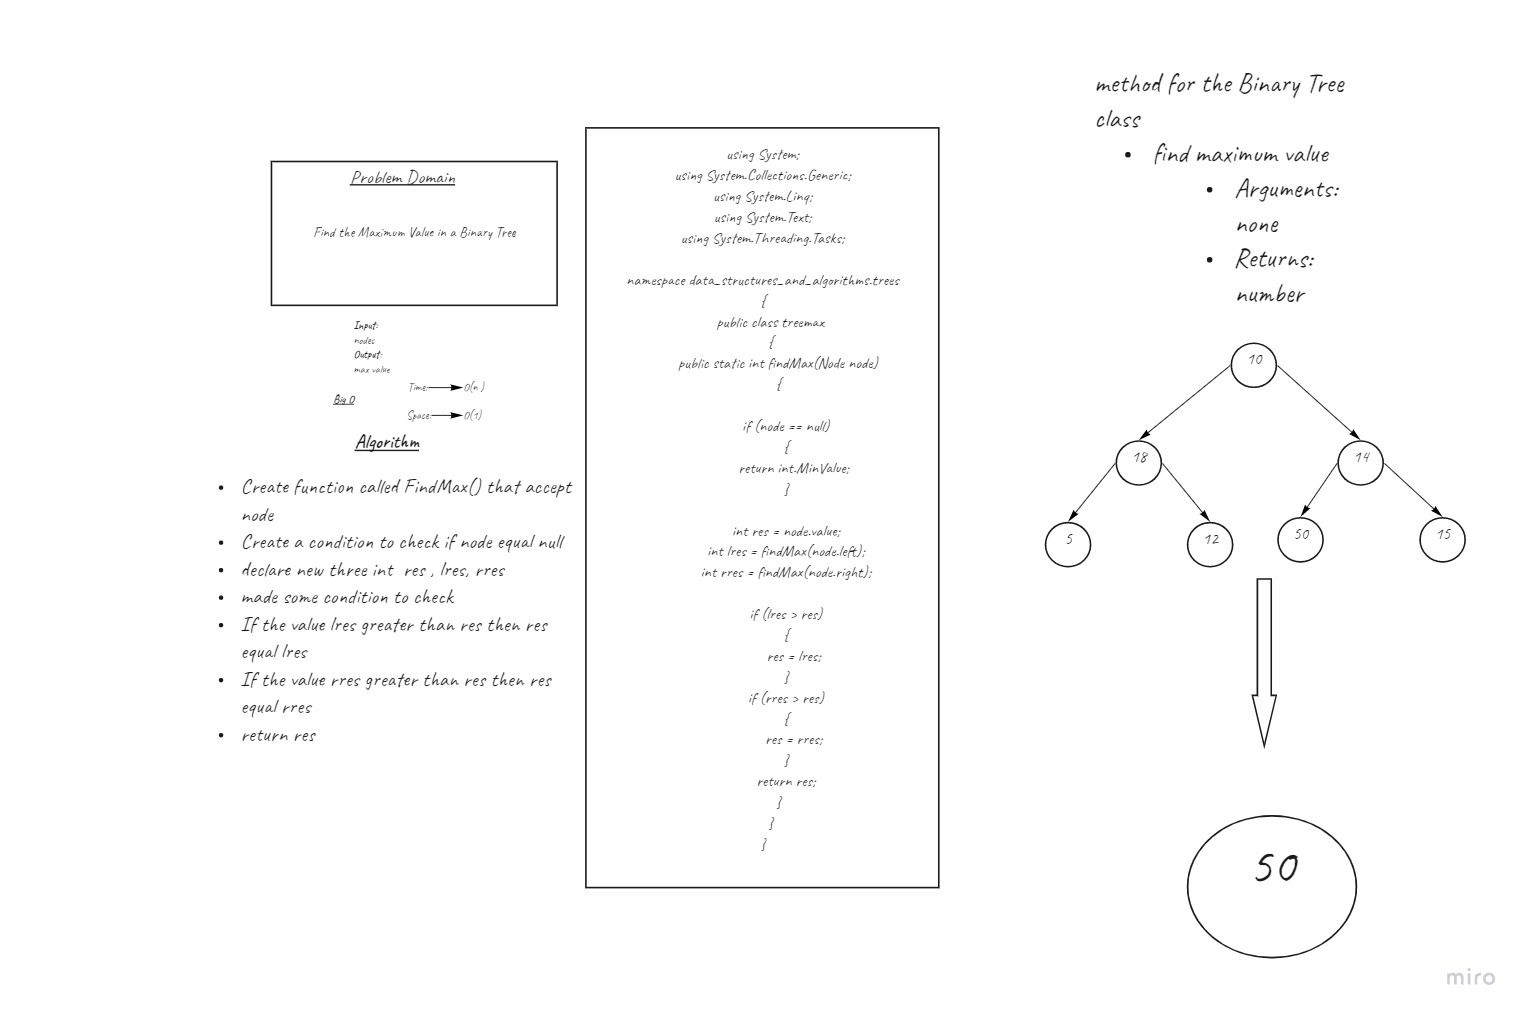 Problem Domain
Find the Maximum Value in a Binary Tree
Input:
nodes
Output:
max value
Time: O(n )
Big O
Space: O(1)
Algorithm
• Create function called FindMax() that accept
node
• Create a condition to check if node equal null
• declare new three int res , lres, rres
• made some condition to check
• If the value lres greater than res then res
equal lres
• If the value rres greater than res then res
equal rres
• return res
using System;
using System.Collections.Generic;
using System.Linq;
using System.Text;
using System.Threading.Tasks;
namespace data_structures_and_algorithms.trees
{
public class treemax
{
public static int findMax(Node node)
{
if (node == null)
{
return int.MinValue;
}
int res = node.value;
int lres = findMax(node.left);
int rres = findMax(node.right);
if (lres > res)
{
res = lres;
}
if (rres > res)
{
res = rres;
}
return res;
}
}
}
method for the Binary Tree
class
• find maximum value
• Arguments:
none
• Returns:
number
10
18
14
5
12
50
15
50
miro